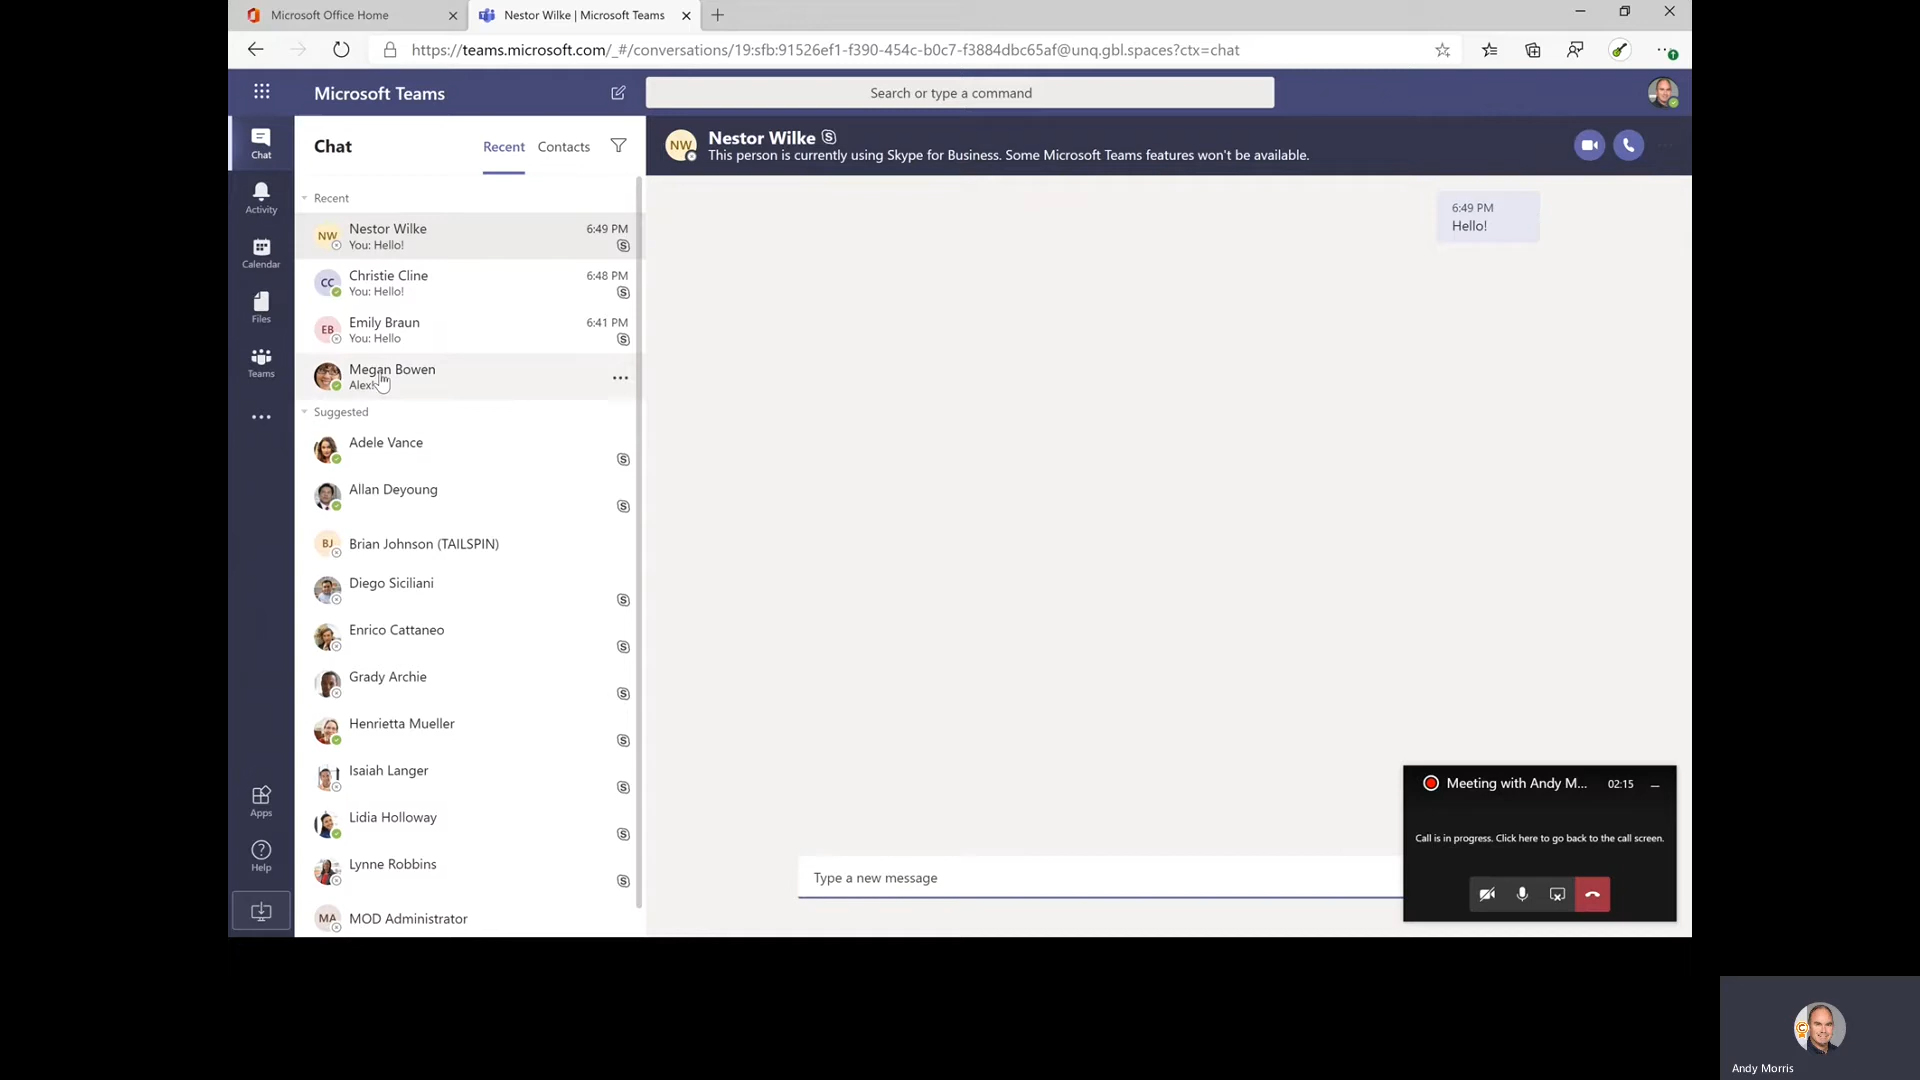 Microsoft Office Home
Nestor Wilke | Microsoft Teams
https://teams.microsoft.com/_#/conversations/19:sfb:91526ef1-f390-454c-b0c7-f3884dbc65af@unq.gbl.spaces?ctx=chat
Microsoft Teams
Search or type a command
Chat
Activity
Calendar
Files
Teams
Apps
Help
Chat
Recent
Contacts
Recent
NW
Nestor Wilke
6:49 PM
You: Hello!
CC
Christie Cline
6:48 PM
You: Hello!
EB
Emily Braun
6:41 PM
You: Hello
Megan Bowen
Alex!
Suggested
Adele Vance
Allan Deyoung
BJ
Brian Johnson (TAILSPIN)
Diego Siciliani
Enrico Cattaneo
Grady Archie
Henrietta Mueller
Isaiah Langer
Lidia Holloway
Lynne Robbins
MA
MOD Administrator
NW
Nestor Wilke
This person is currently using Skype for Business. Some Microsoft Teams features won't be available.
6:49 PM
Hello!
Type a new message
Meeting with Andy M...
02:15
Call is in progress. Click here to go back to the call screen.
Andy Morris